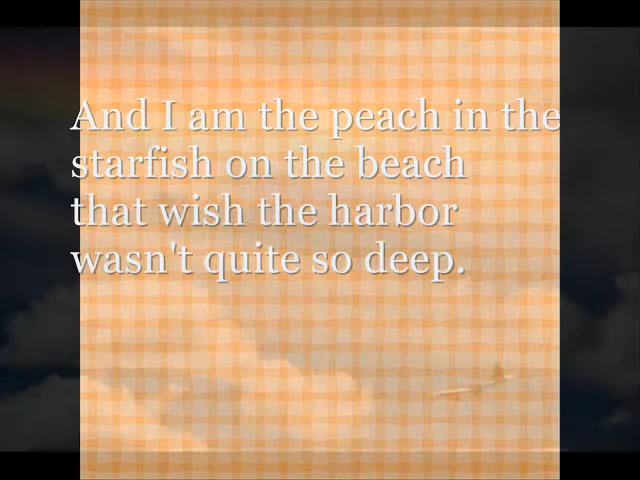 And I am the peach in the
starfish on the beach
that wish the harbor
wasn't quite so deep.